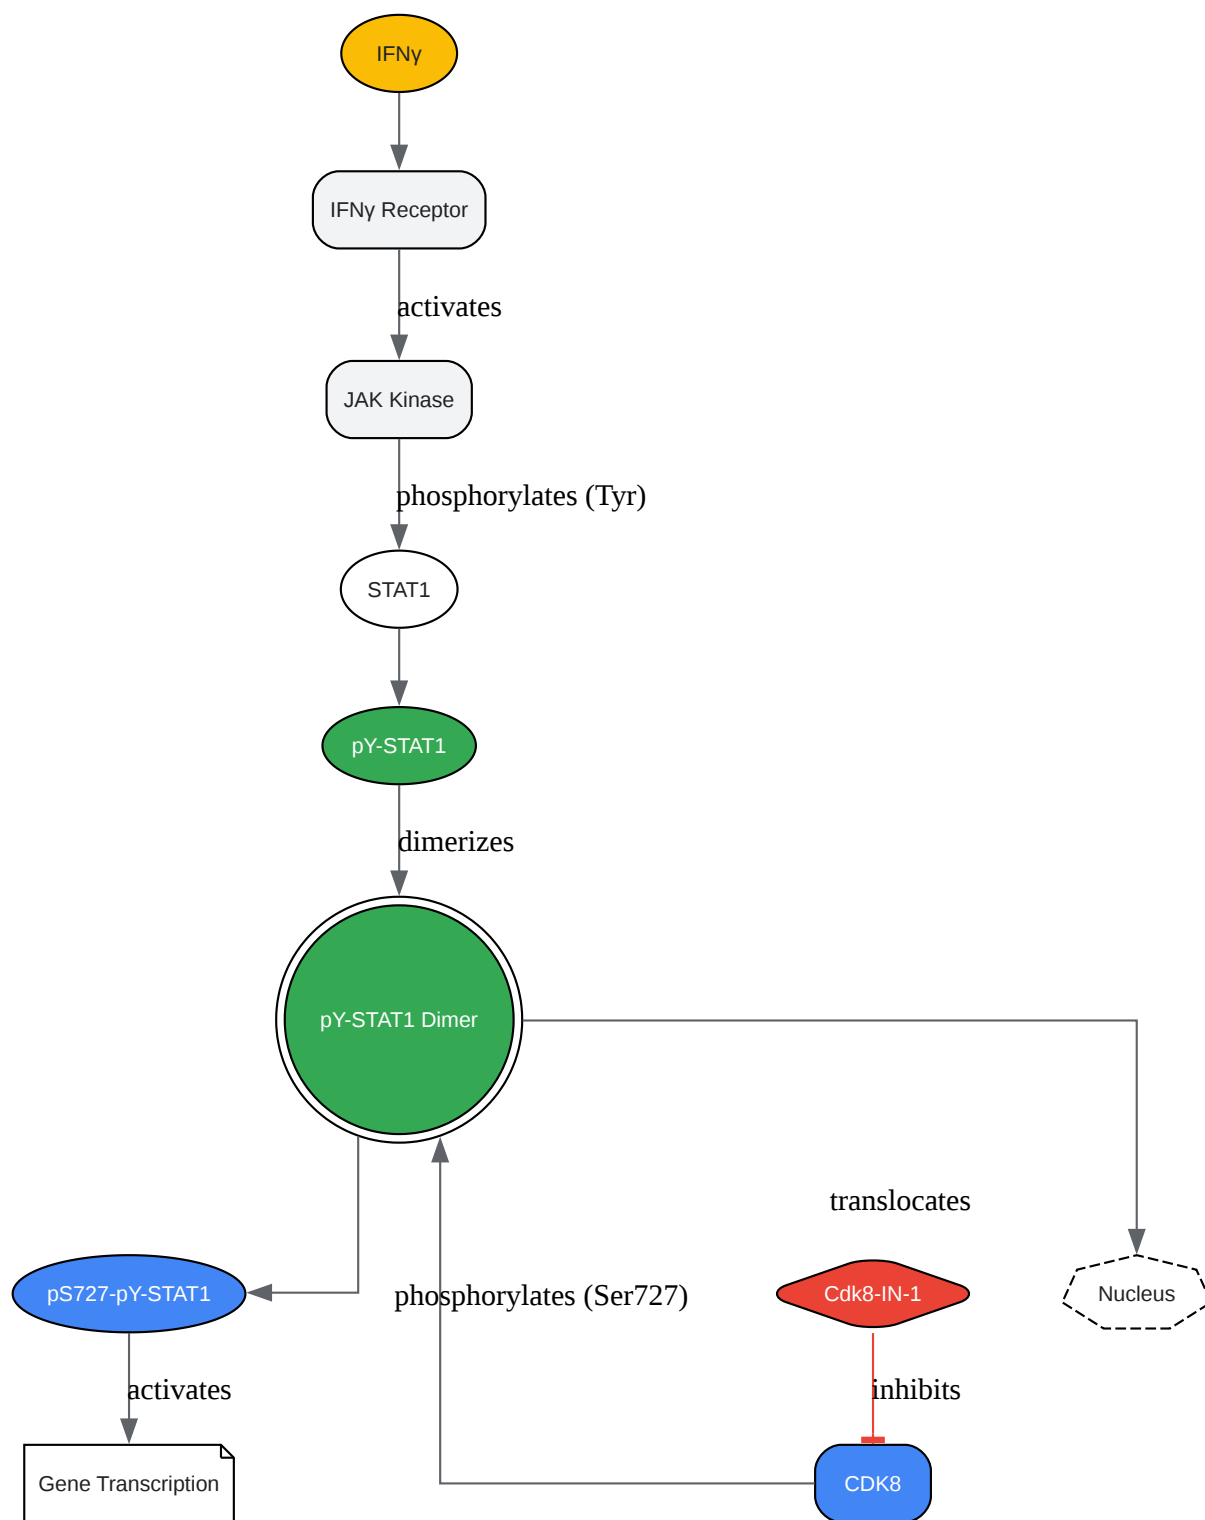 IFNγ
IFNγ Receptor
activates
JAK Kinase
phosphorylates (Tyr)
STAT1
pY-STAT1
dimerizes
pY-STAT1 Dimer
translocates
pS727-pY-STAT1
phosphorylates (Ser727)
Cdk8-IN-1
Nucleus
activates
inhibits
Gene Transcription
CDK8